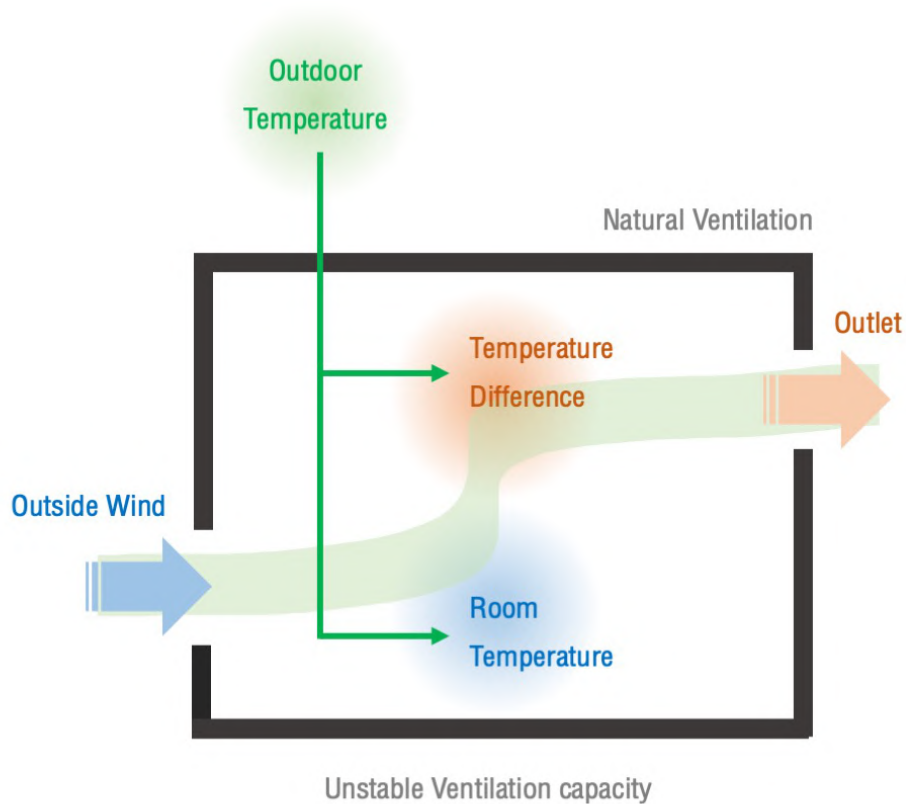 Outdoor
Temperature
Natural Ventilation
Outlet
Temperature
Difference
Outside Wind
Room
Temperature
Unstable Ventilation capacity